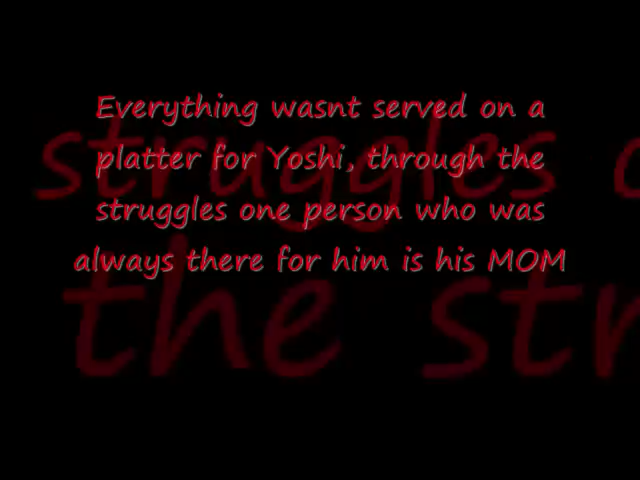 Everything wasnt served on a
platter for Yoshi, through the
struggles one person who was
always there for him is his MOM
struggles
the str